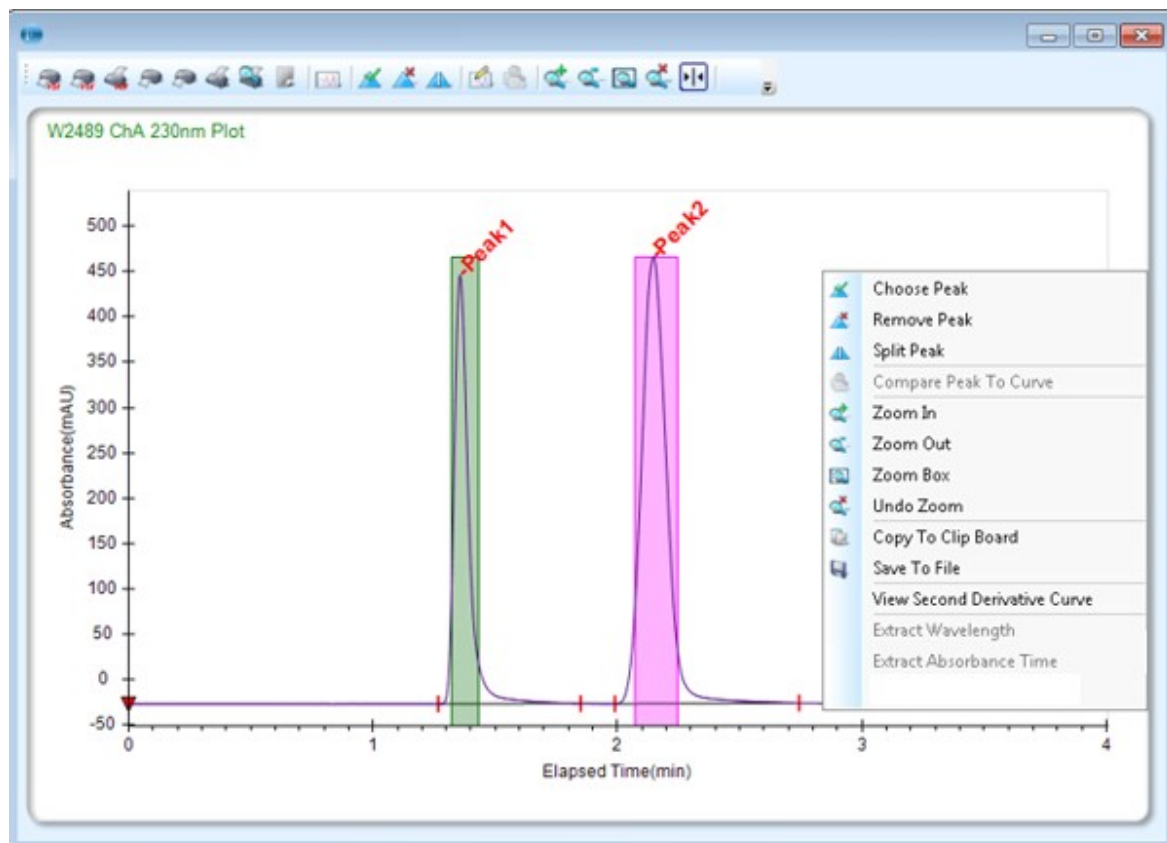 W2489 ChA 230nm Plot
500
450
400
350
300
250
200
150
100
50
0
-50
Absorbance(mAU)
-Peak1
-Peak2
0
1
2
3
4
Elapsed Time(min)
Choose Peak
Remove Peak
Split Peak
Compare Peak To Curve
Zoom In
Zoom Out
Zoom Box
Undo Zoom
Copy To Clip Board
Save To File
View Second Derivative Curve
Extract Wavelength
Extract Absorbance Time